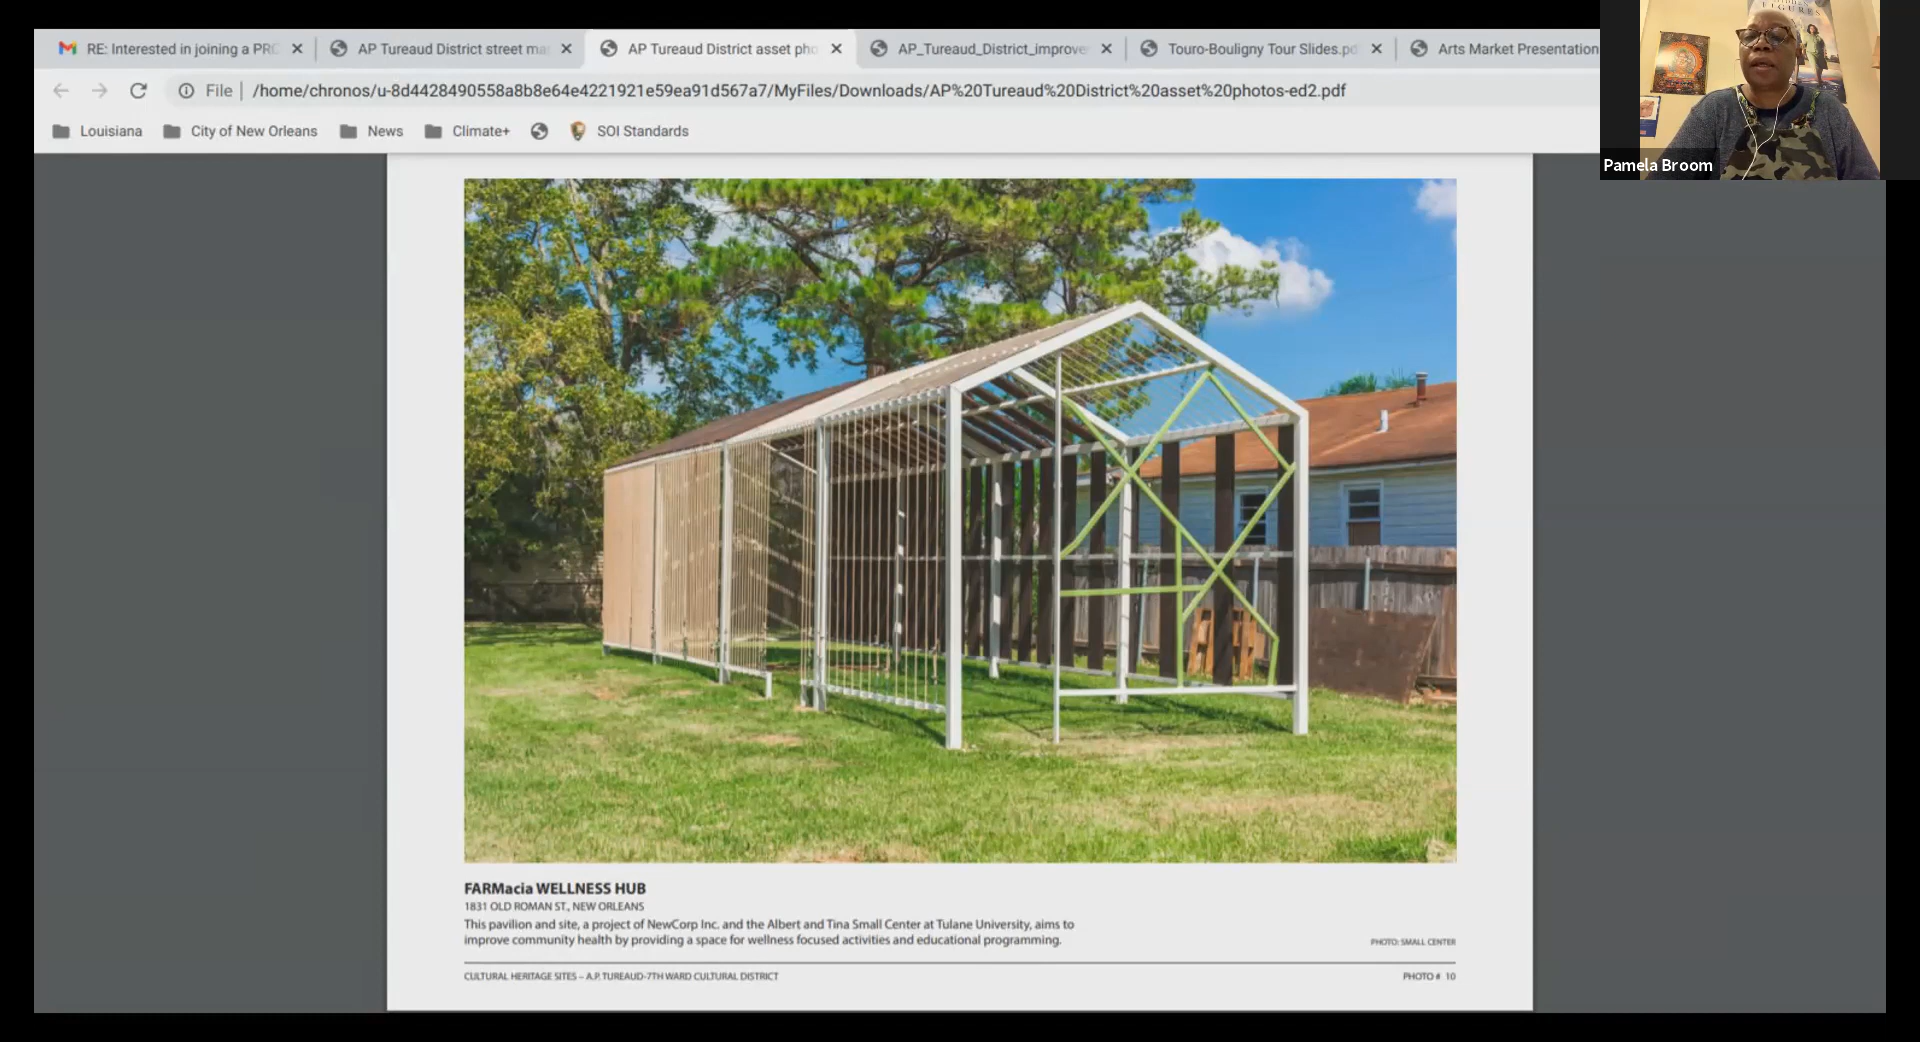 RE: Interested in joining a PRC
AP Tureaud District street ma
AP Tureaud District asset pho
AP_Tureaud_District_improve
Touro-Bouligny Tour Slides.pd
Arts Market Presentation
File
/home/chronos/u-8d4428490558a8b8e64e4221921e59ea91d567a7/MyFiles/Downloads/AP%20Tureaud%20District%20asset%20photos-ed2.pdf
Louisiana
City of New Orleans
News
Climate+
SOI Standards
FIGURES
Pamela Broom
FARMacia WELLNESS HUB
1831 OLD ROMAN ST., NEW ORLEANS
This pavilion and site, a project of NewCorp Inc. and the Albert and Tina Small Center at Tulane University, aims to
improve community health by providing a space for wellness focused activities and educational programming.
PHOTO: SMALL CENTER
CULTURAL HERITAGE SITES – A.P. TUREAUD-7TH WARD CULTURAL DISTRICT
PHOTO # 10